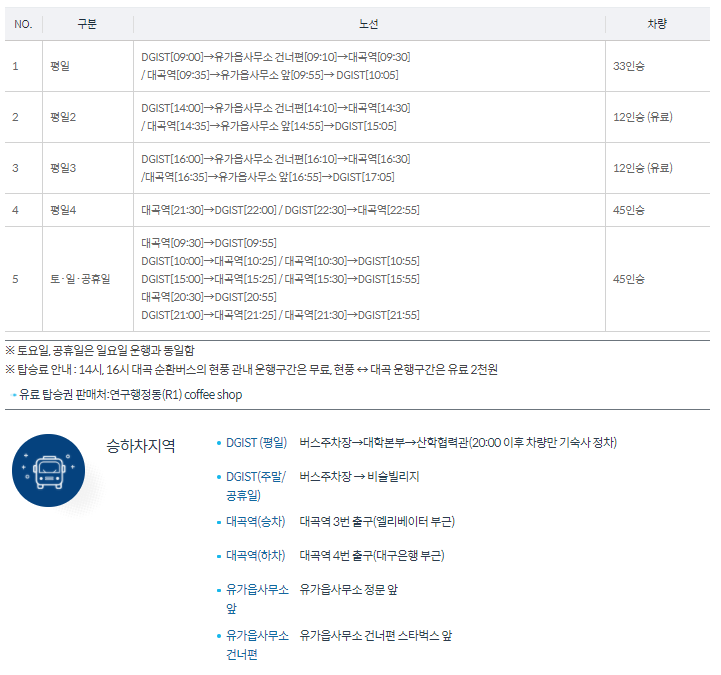 NO. 구분 노선 차량
1 평일 DGIST[09:00]→유가읍사무소 건너편[09:10]→대곡역[09:30]
/ 대곡역[09:35]→유가읍사무소 앞[09:55]→ DGIST[10:05] 33인승
2 평일2 DGIST[14:00]→유가읍사무소 건너편[14:10]→대곡역[14:30]
/ 대곡역[14:35]→유가읍사무소 앞[14:55]→DGIST[15:05] 12인승 (유료)
3 평일3 DGIST[16:00]→유가읍사무소 건너편[16:10]→대곡역[16:30]
/대곡역[16:35]→유가읍사무소 앞[16:55]→DGIST[17:05] 12인승 (유료)
4 평일4 대곡역[21:30]→DGIST[22:00] / DGIST[22:30]→대곡역[22:55] 45인승
5 토·일·공휴일 대곡역[09:30]→DGIST[09:55]
DGIST[10:00]→대곡역[10:25] / 대곡역[10:30]→DGIST[10:55]
DGIST[15:00]→대곡역[15:25] / 대곡역[15:30]→DGIST[15:55]
대곡역[20:30]→DGIST[20:55]
DGIST[21:00]→대곡역[21:25] / 대곡역[21:30]→DGIST[21:55] 45인승
※ 토요일, 공휴일은 일요일 운행과 동일함
※ 탑승료 안내 : 14시, 16시 대곡 순환버스의 현풍 관내 운행구간은 무료, 현풍 ↔ 대곡 운행구간은 유료 2천원
유료 탑승권 판매처:연구행정동(R1) coffee shop
승하차지역
DGIST (평일) 버스주차장→대학본부→산학협력관(20:00 이후 차량만 기숙사 정차)
DGIST(주말/
공휴일) 버스주차장 → 비슬빌리지
대곡역(승차) 대곡역 3번 출구(엘리베이터 부근)
대곡역(하차) 대곡역 4번 출구(대구은행 부근)
유가읍사무소
앞 유가읍사무소 정문 앞
유가읍사무소
건너편 유가읍사무소 건너편 스타벅스 앞